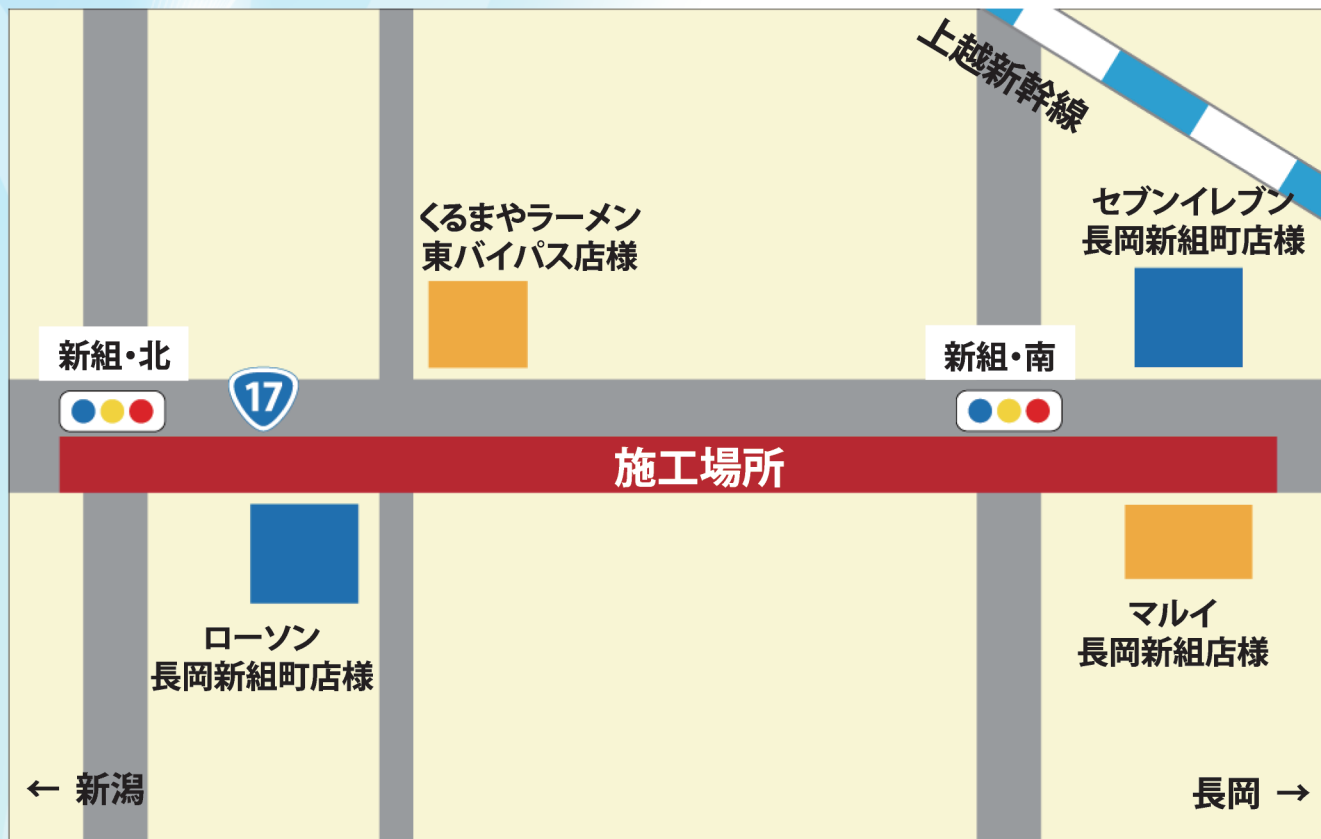 上越新幹線
くるまやラーメン
東バイパス店様
セブンイレブン
長岡新組町店様
新組・北
新組・南
17
施工場所
ローソン
長岡新組町店様
マルイ
長岡新組店様
← 新潟
長岡 →